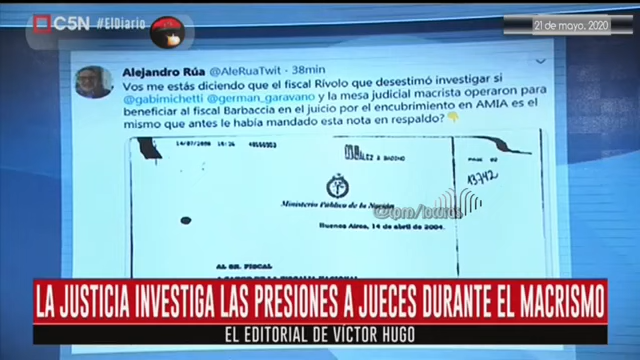 C5N #ElDiario
21 de mayo, 2020
Alejandro Rúa @AleRuaTwit · 38min
Vos me estás diciendo que el fiscal Rívolo que desestimó investigar si
@gabimichetti @german_garavano y la mesa judicial macrista operaron para
beneficiar al fiscal Barbaccia en el juicio por el encubrimiento en AMIA es el
mismo que antes le había mandado esta nota en respaldo?
PAGE 02
13742
Ministerio Público de la Nación
Buenos Aires, 14 de abril de 2004.
AL SR. FISCAL
LA JUSTICIA INVESTIGA LAS PRESIONES A JUECES DURANTE EL MACRISMO
EL EDITORIAL DE VÍCTOR HUGO